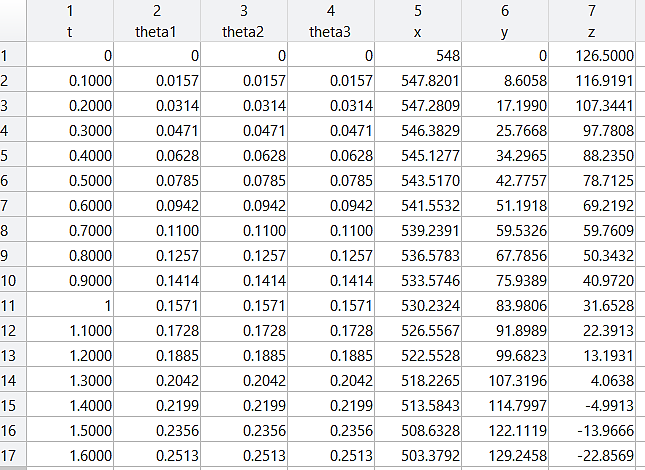 1 2 3 4 5 6 7
t theta1 theta2 theta3 x y z
1 0 0 0 0 548 0 126.5000
2 0.1000 0.0157 0.0157 0.0157 547.8201 8.6058 116.9191
3 0.2000 0.0314 0.0314 0.0314 547.2809 17.1990 107.3441
4 0.3000 0.0471 0.0471 0.0471 546.3829 25.7668 97.7808
5 0.4000 0.0628 0.0628 0.0628 545.1277 34.2965 88.2350
6 0.5000 0.0785 0.0785 0.0785 543.5170 42.7757 78.7125
7 0.6000 0.0942 0.0942 0.0942 541.5532 51.1918 69.2192
8 0.7000 0.1100 0.1100 0.1100 539.2391 59.5326 59.7609
9 0.8000 0.1257 0.1257 0.1257 536.5783 67.7856 50.3432
10 0.9000 0.1414 0.1414 0.1414 533.5746 75.9389 40.9720
11 1 0.1571 0.1571 0.1571 530.2324 83.9806 31.6528
12 1.1000 0.1728 0.1728 0.1728 526.5567 91.8989 22.3913
13 1.2000 0.1885 0.1885 0.1885 522.5528 99.6823 13.1931
14 1.3000 0.2042 0.2042 0.2042 518.2265 107.3196 4.0638
15 1.4000 0.2199 0.2199 0.2199 513.5843 114.7997 -4.9913
16 1.5000 0.2356 0.2356 0.2356 508.6328 122.1119 -13.9666
17 1.6000 0.2513 0.2513 0.2513 503.3792 129.2458 -22.8569